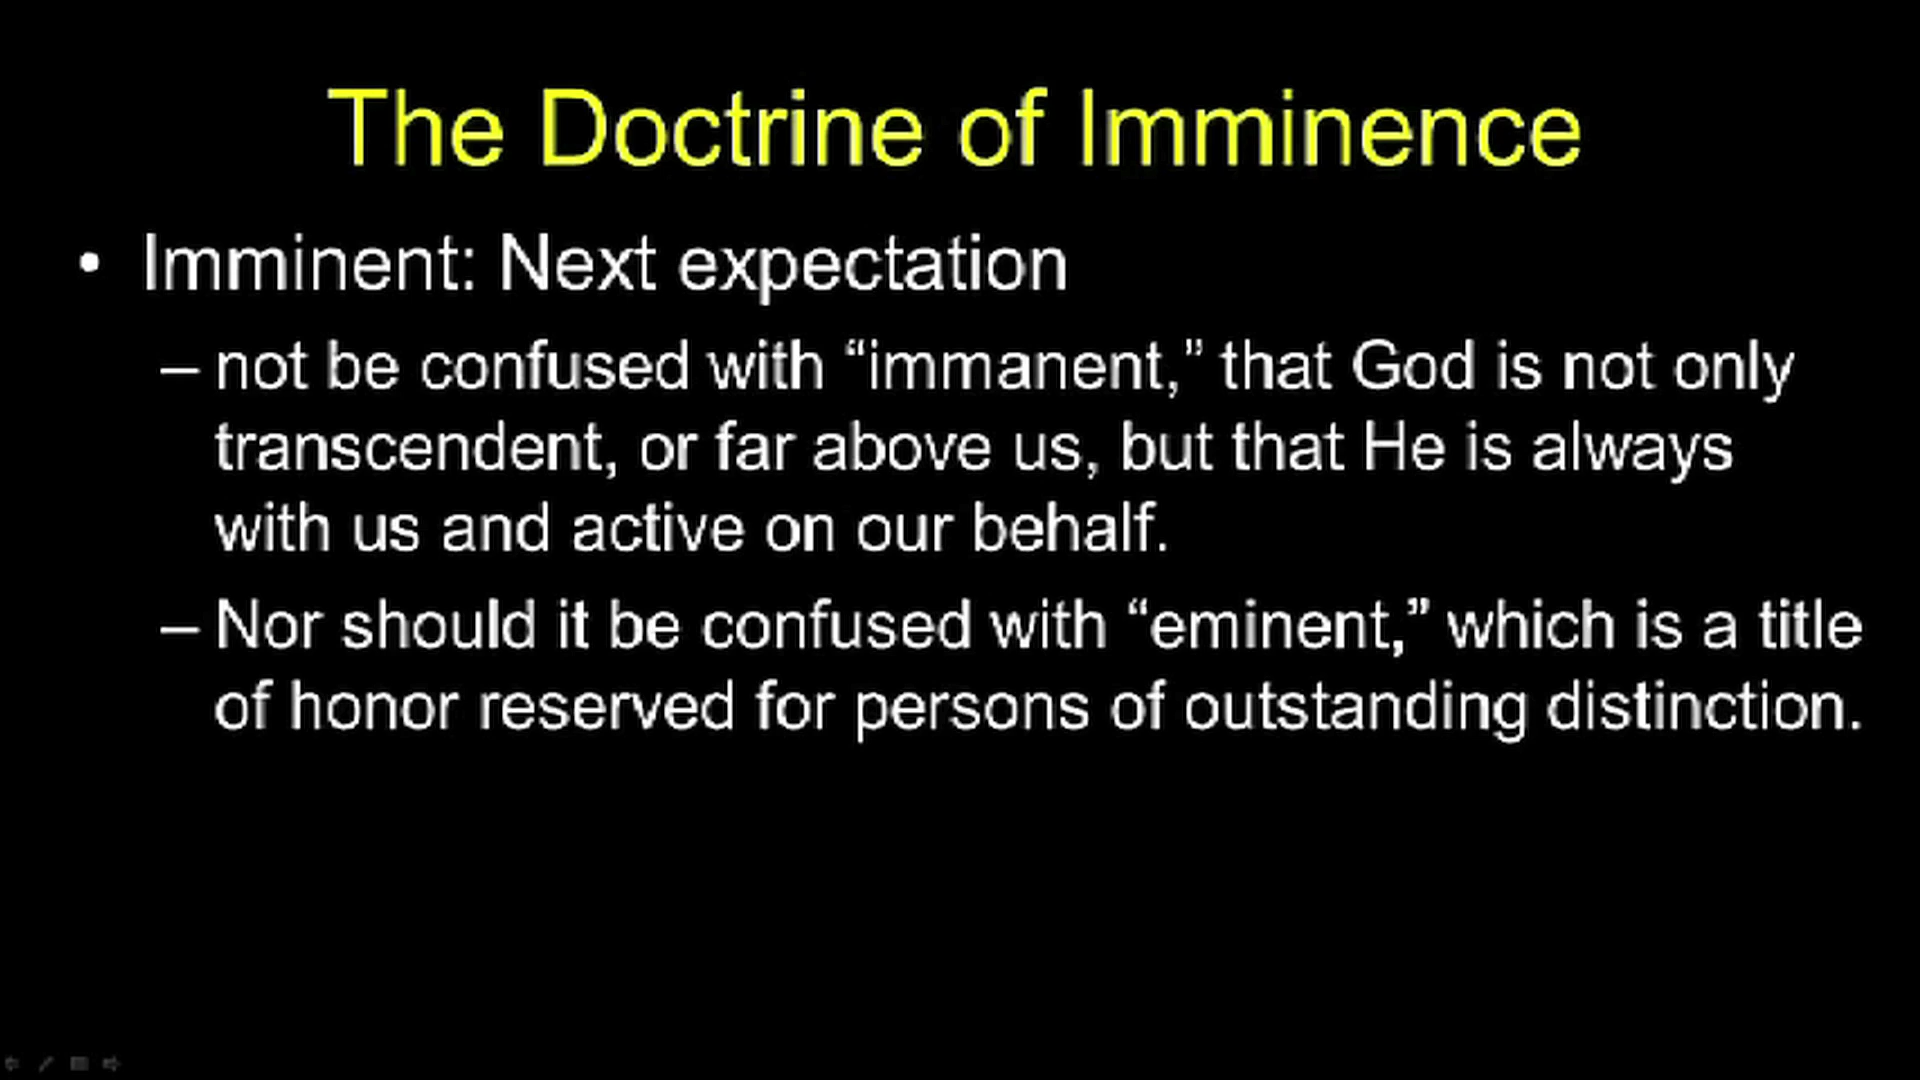 The Doctrine of Imminence
• Imminent: Next expectation
– not be confused with “immanent,” that God is not only
transcendent, or far above us, but that He is always
with us and active on our behalf.
– Nor should it be confused with “eminent,” which is a title
of honor reserved for persons of outstanding distinction.